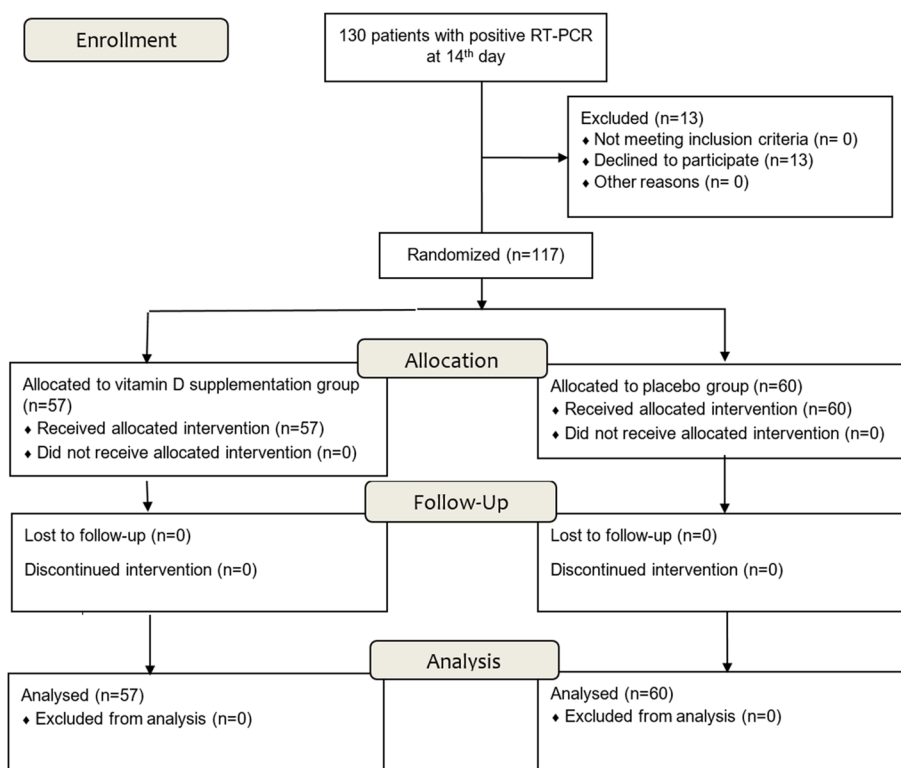 Enrollment
130 patients with positive RT-PCR
at 14th day
Excluded (n=13)
♦ Not meeting inclusion criteria (n= 0)
♦ Declined to participate (n=13)
♦ Other reasons (n= 0)
Randomized (n=117)
Allocation
Allocated to vitamin D supplementation group
(n=57)
♦ Received allocated intervention (n=57)
♦ Did not receive allocated intervention (n=0)
Allocated to placebo group (n=60)
♦ Received allocated intervention (n=60)
♦ Did not receive allocated intervention (n=0)
Follow-Up
Lost to follow-up (n=0)
Discontinued intervention (n=0)
Lost to follow-up (n=0)
Discontinued intervention (n=0)
Analysis
Analysed (n=57)
♦ Excluded from analysis (n=0)
Analysed (n=60)
♦ Excluded from analysis (n=0)